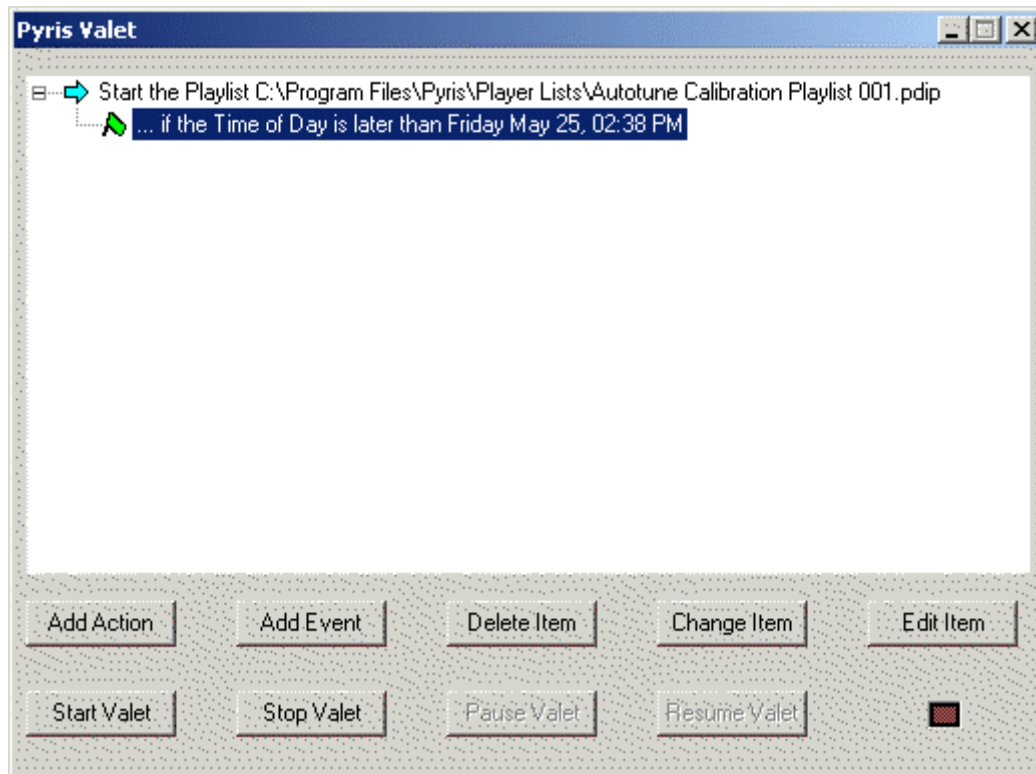 Pyris Valet
Start the Playlist C:\Program Files\Pyris\Player Lists\Autotune Calibration Playlist 001.pdip
... if the Time of Day is later than Friday May 25, 02:38 PM
Add Action Add Event Delete Item Change Item Edit Item
Start Valet Stop Valet Pause Valet Resume Valet